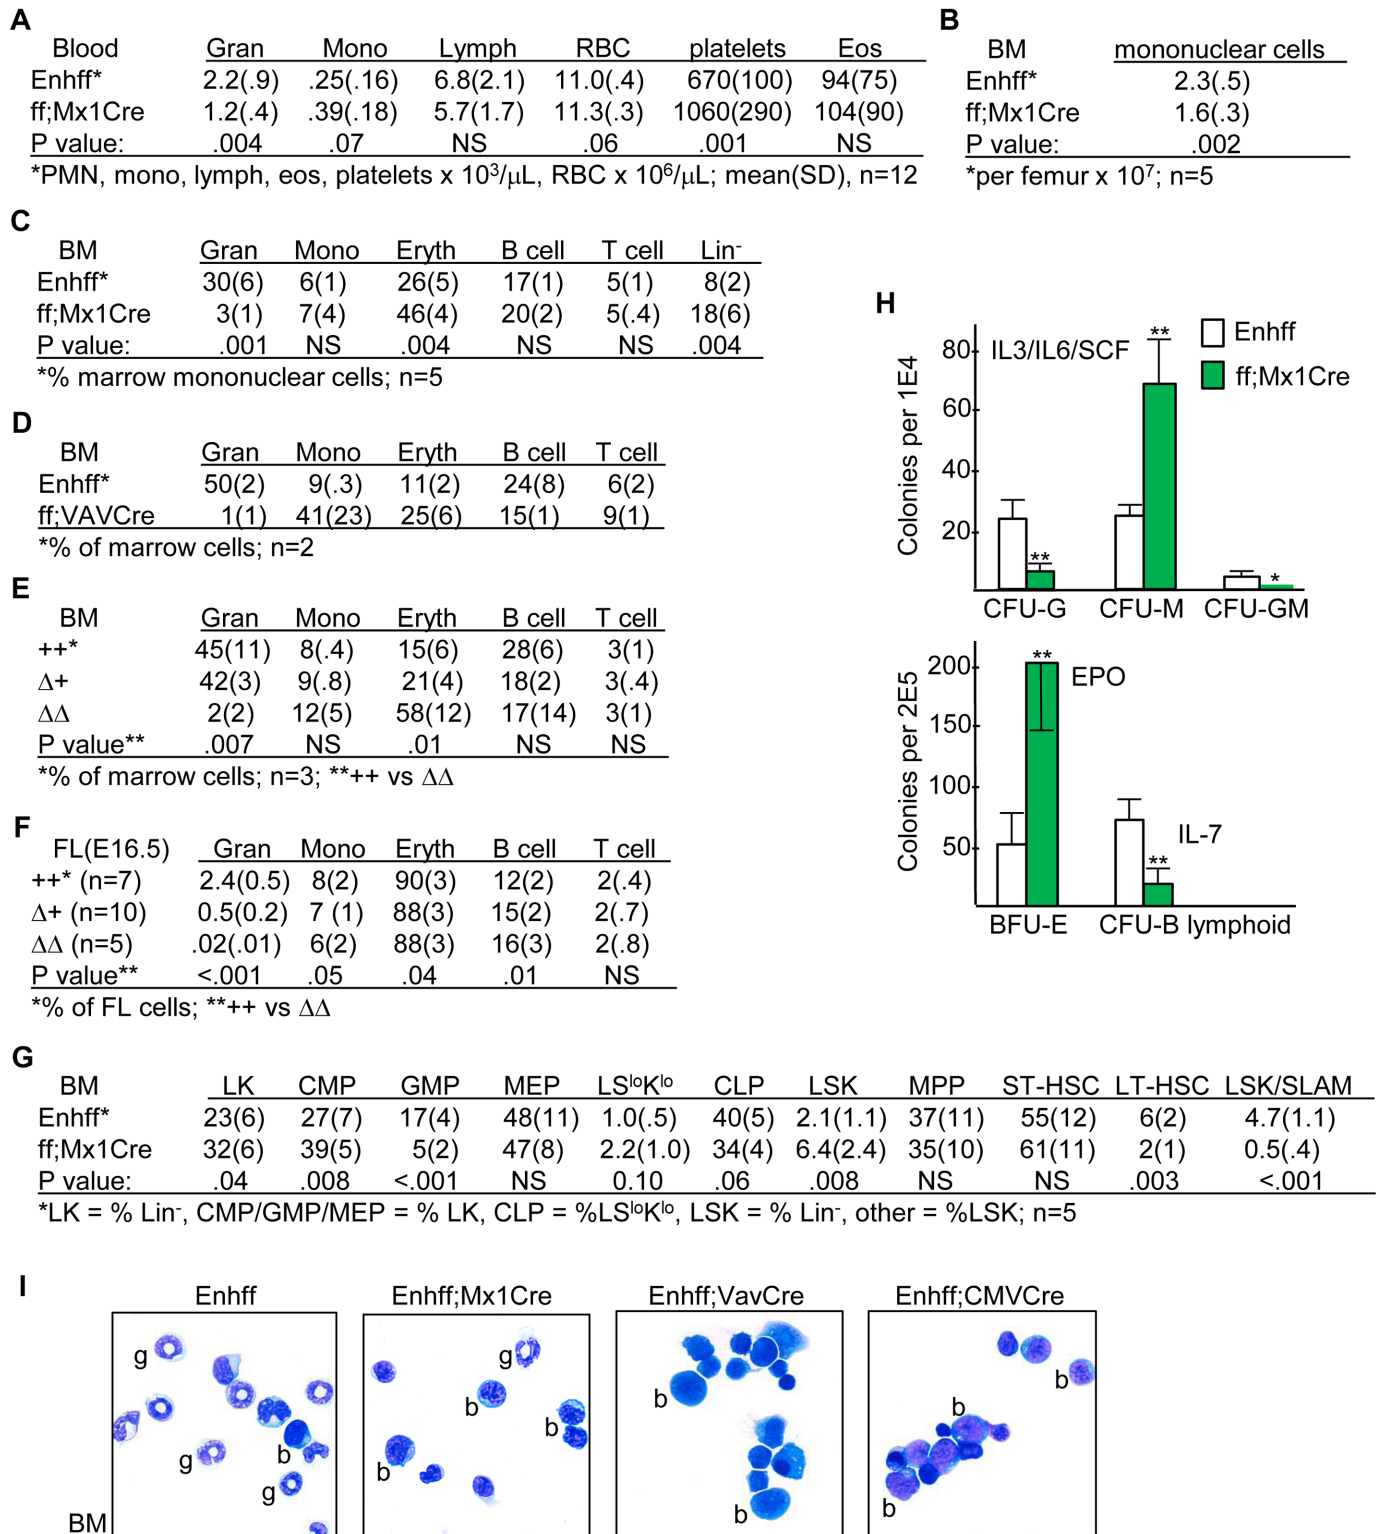 A
Blood Gran Mono Lymph RBC platelets Eos
Enhff* 2.2(.9) .25(.16) 6.8(2.1) 11.0(.4) 670(100) 94(75)
ff;Mx1Cre 1.2(.4) .39(.18) 5.7(1.7) 11.3(.3) 1060(290) 104(90)
P value: .004 .07 NS .06 .001 NS
*PMN, mono, lymph, eos, platelets x 10³/μL, RBC x 10⁶/μL; mean(SD), n=12
B
BM mononuclear cells
Enhff* 2.3(.5)
ff;Mx1Cre 1.6(.3)
P value: .002
*per femur x 10⁷; n=5
C
BM Gran Mono Eryth B cell T cell Lin⁻
Enhff* 30(6) 6(1) 26(5) 17(1) 5(1) 8(2)
ff;Mx1Cre 3(1) 7(4) 46(4) 20(2) 5(.4) 18(6)
P value: .001 NS .004 NS NS .004
*% marrow mononuclear cells; n=5
D
BM Gran Mono Eryth B cell T cell
Enhff* 50(2) 9(.3) 11(2) 24(8) 6(2)
ff;VAVCre 1(1) 41(23) 25(6) 15(1) 9(1)
*% of marrow cells; n=2
E
BM Gran Mono Eryth B cell T cell
++* 45(11) 8(.4) 15(6) 28(6) 3(1)
Δ+ 42(3) 9(.8) 21(4) 18(2) 3(.4)
ΔΔ 2(2) 12(5) 58(12) 17(14) 3(1)
P value** .007 NS .01 NS NS
*% of marrow cells; n=3; **++ vs ΔΔ
F
FL(E16.5) Gran Mono Eryth B cell T cell
++* (n=7) 2.4(0.5) 8(2) 90(3) 12(2) 2(.4)
Δ+ (n=10) 0.5(0.2) 7 (1) 88(3) 15(2) 2(.7)
ΔΔ (n=5) .02(.01) 6(2) 88(3) 16(3) 2(.8)
P value** <.001 .05 .04 .01 NS
*% of FL cells; **++ vs ΔΔ
H
IL3/IL6/SCF
Enhff
ff;Mx1Cre
Colonies per 1E4
80
60
40
20
** ** *
CFU-G CFU-M CFU-GM
Colonies per 2E5
200
150
100
50
** EPO
** IL-7
BFU-E CFU-B lymphoid
G
BM LK CMP GMP MEP LSˡᵒKˡᵒ CLP LSK MPP ST-HSC LT-HSC LSK/SLAM
Enhff* 23(6) 27(7) 17(4) 48(11) 1.0(.5) 40(5) 2.1(1.1) 37(11) 55(12) 6(2) 4.7(1.1)
ff;Mx1Cre 32(6) 39(5) 5(2) 47(8) 2.2(1.0) 34(4) 6.4(2.4) 35(10) 61(11) 2(1) 0.5(.4)
P value: .04 .008 <.001 NS 0.10 .06 .008 NS NS .003 <.001
*LK = % Lin⁻, CMP/GMP/MEP = % LK, CLP = %LSˡᵒKˡᵒ, LSK = % Lin⁻, other = %LSK; n=5
I
Enhff Enhff;Mx1Cre Enhff;VavCre Enhff;CMVCre
g
g
b
g
g
b
b
b
b
b
b
b
b
BM